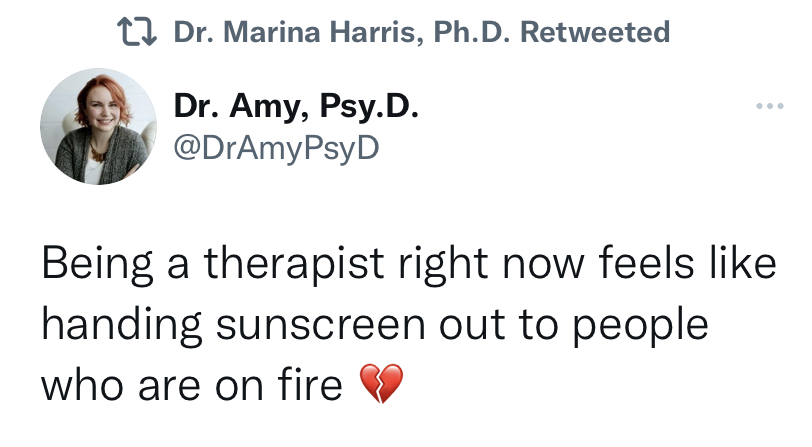 Dr. Marina Harris, Ph.D. Retweeted
Dr. Amy, Psy.D.
@DrAmyPsyD
Being a therapist right now feels like
handing sunscreen out to people
who are on fire 💔